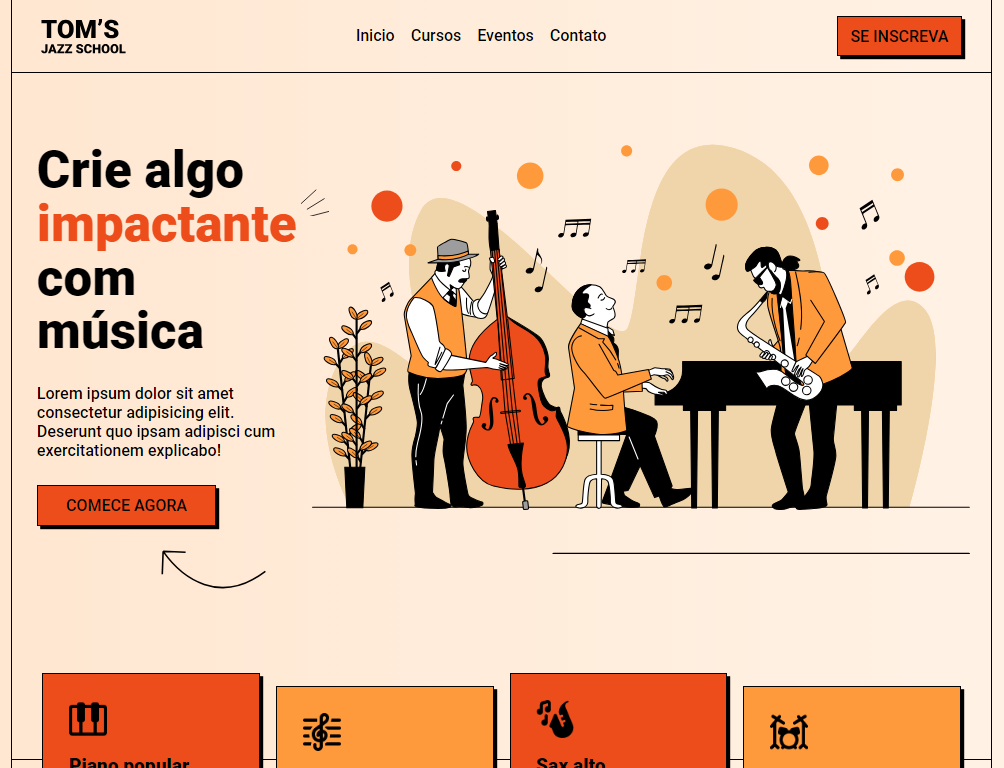 TOM'S
JAZZ SCHOOL
Inicio Cursos Eventos Contato
SE INSCREVA
Crie algo
impactante
com
música
Lorem ipsum dolor sit amet
consectetur adipisicing elit.
Deserunt quo ipsam adipisci cum
exercitationem explicabo!
COMECE AGORA
Piano popular
Sax alto